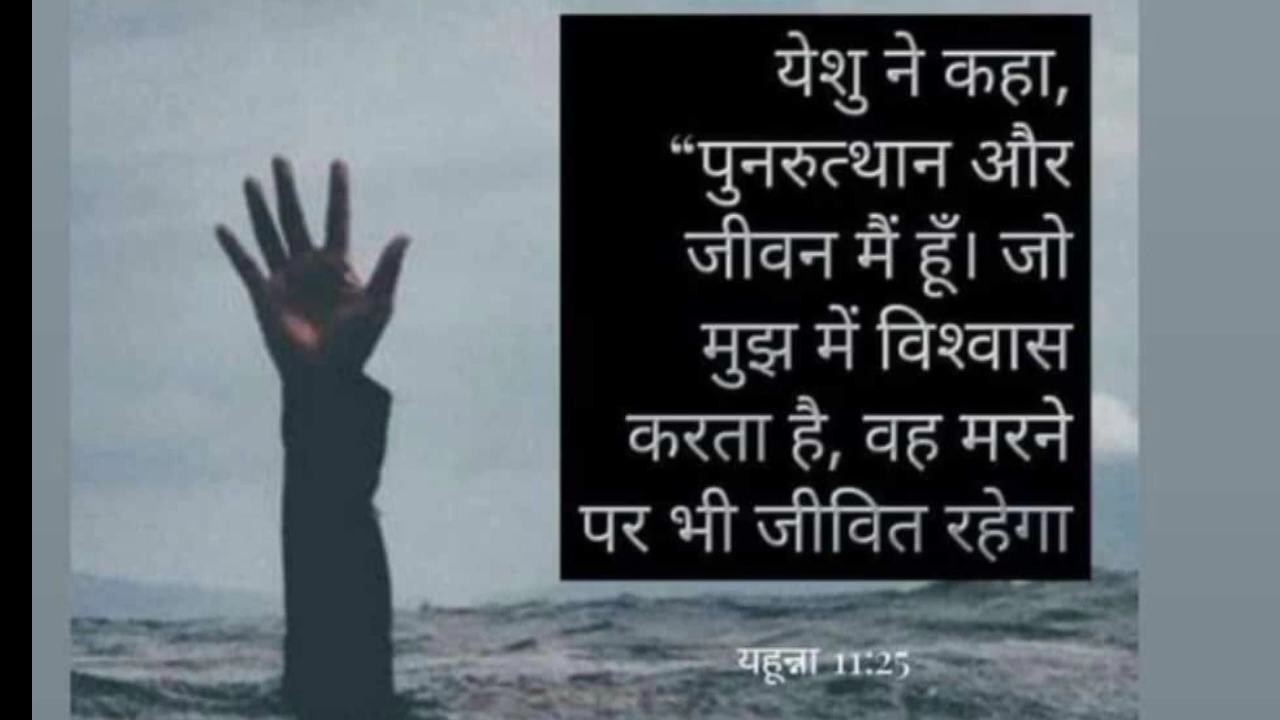 येशु ने कहा,
“पुनरुत्थान और
जीवन मैं हूँ। जो
मुझ में विश्वास
करता है, वह मरने
पर भी जीवित रहेगा
यहून्ना 11:25